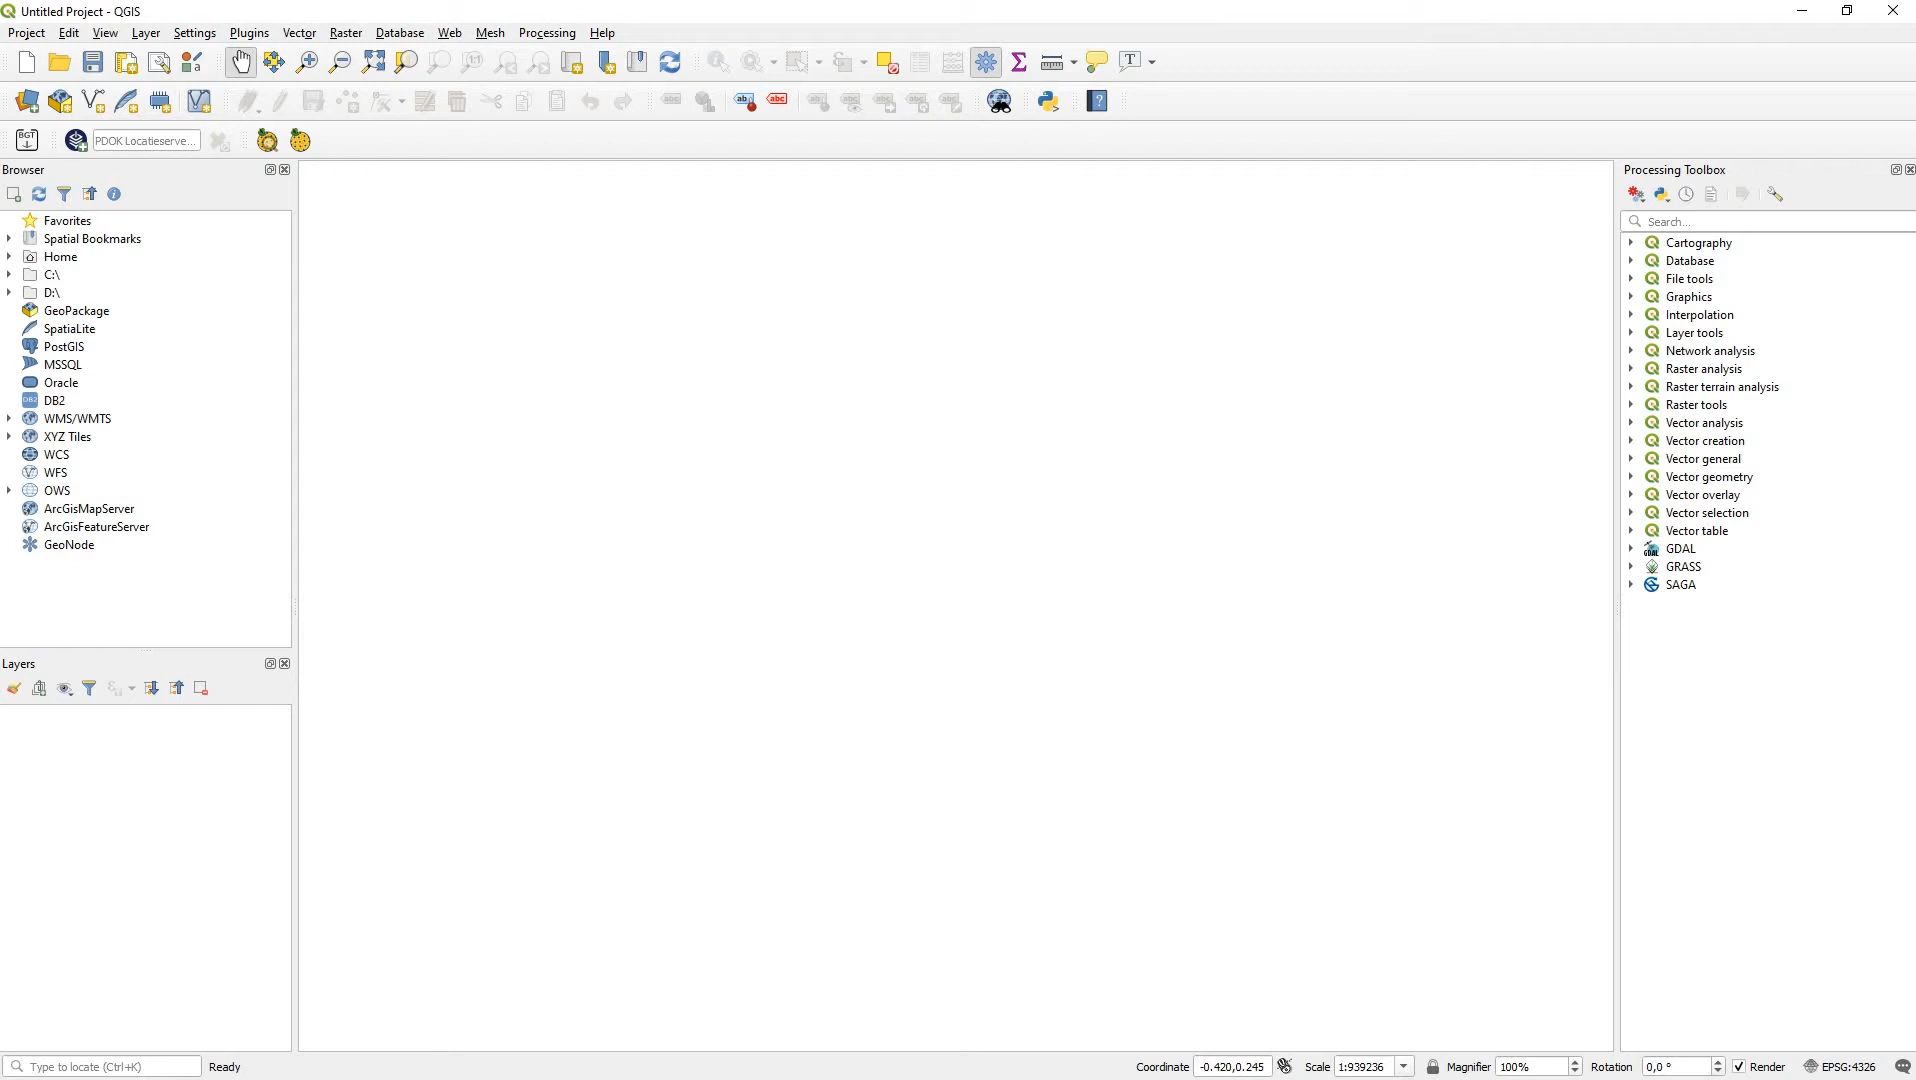 Untitled Project - QGIS
Project Edit View Layer Settings Plugins Vector Raster Database Web Mesh Processing Help
BGT
PDOK Locatieserve...
Browser
Favorites
Spatial Bookmarks
Home
C:\
D:\
GeoPackage
SpatiaLite
PostGIS
MSSQL
Oracle
DB2
WMS/WMTS
XYZ Tiles
WCS
WFS
OWS
ArcGisMapServer
ArcGisFeatureServer
GeoNode
Layers
Processing Toolbox
Search...
Cartography
Database
File tools
Graphics
Interpolation
Layer tools
Network analysis
Raster analysis
Raster terrain analysis
Raster tools
Vector analysis
Vector creation
Vector general
Vector geometry
Vector overlay
Vector selection
Vector table
GDAL
GRASS
SAGA
Type to locate (Ctrl+K) Ready Coordinate -0.420,0.245 Scale 1:939236 Magnifier 100% Rotation 0,0 ° Render EPSG:4326